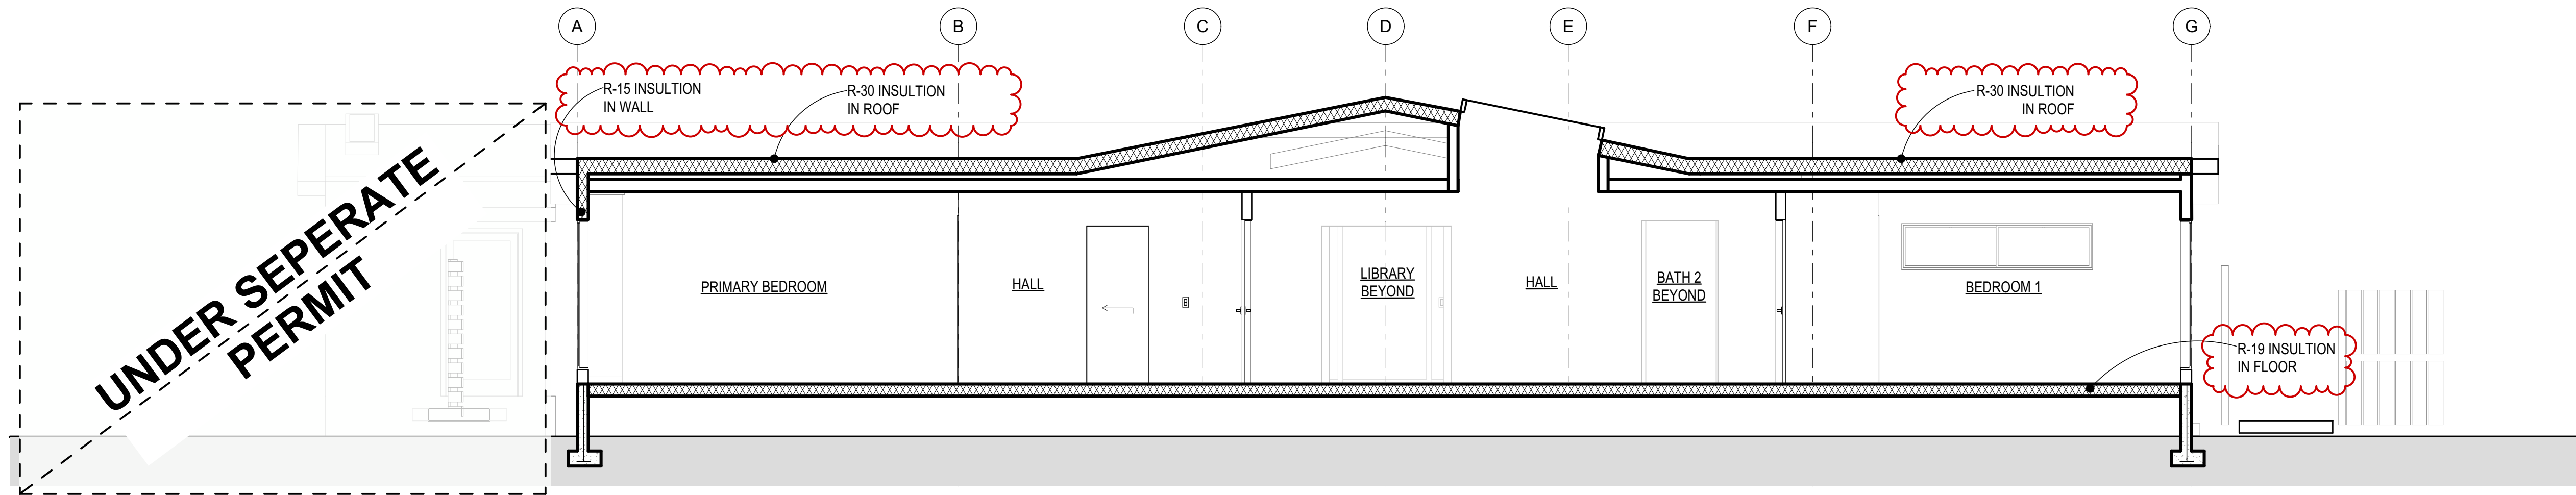 A
B
C
D
E
F
G
R-15 INSULTION
IN WALL
R-30 INSULTION
IN ROOF
R-30 INSULTION
IN ROOF
UNDER SEPERATE
PERMIT
PRIMARY BEDROOM
HALL
LIBRARY
BEYOND
HALL
BATH 2
BEYOND
BEDROOM 1
R-19 INSULTION
IN FLOOR